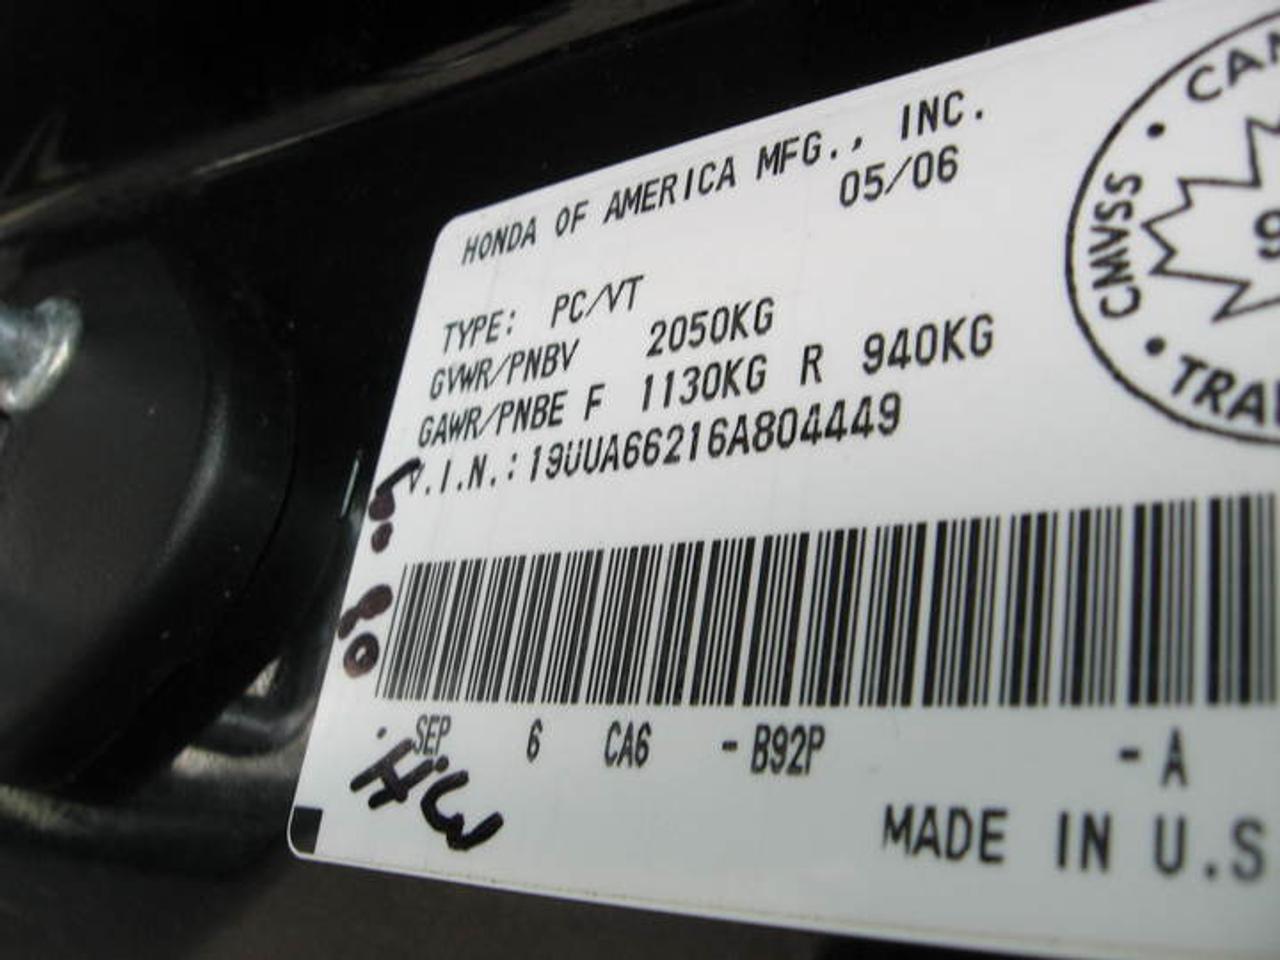 HONDA OF AMERICA MFG., INC.
05/06
TYPE: PC/VT
GVWR/PNBV 2050KG
GAWR/PNBE F 1130KG R 940KG
V.I.N.: 19UUA66216A804449
- SEP 6 CA6 - B92P - A
HW
MADE IN U.S
CMVSS